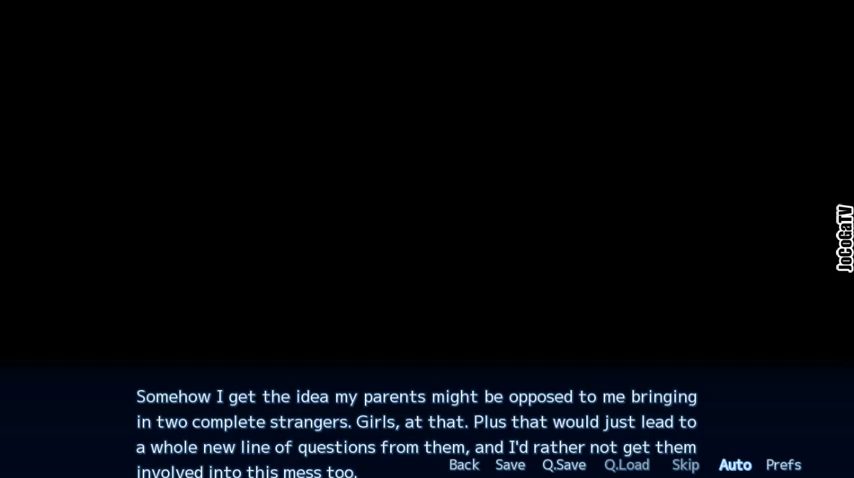 Somehow I get the idea my parents might be opposed to me bringing
in two complete strangers. Girls, at that. Plus that would just lead to
a whole new line of questions from them, and I'd rather not get them
involved into this mess too.
Back Save Q.Save Q.Load Skip Auto Prefs
JoCoGaTV